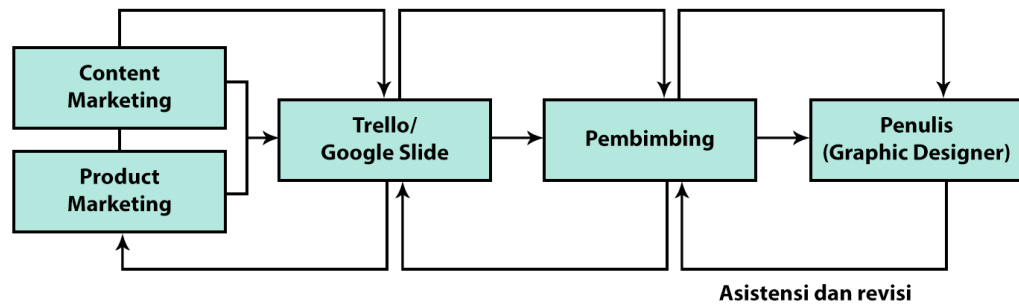 Content
Marketing
Product
Marketing
Trello/
Google Slide
Pembimbing
Penulis
(Graphic Designer)
Asistensi dan revisi